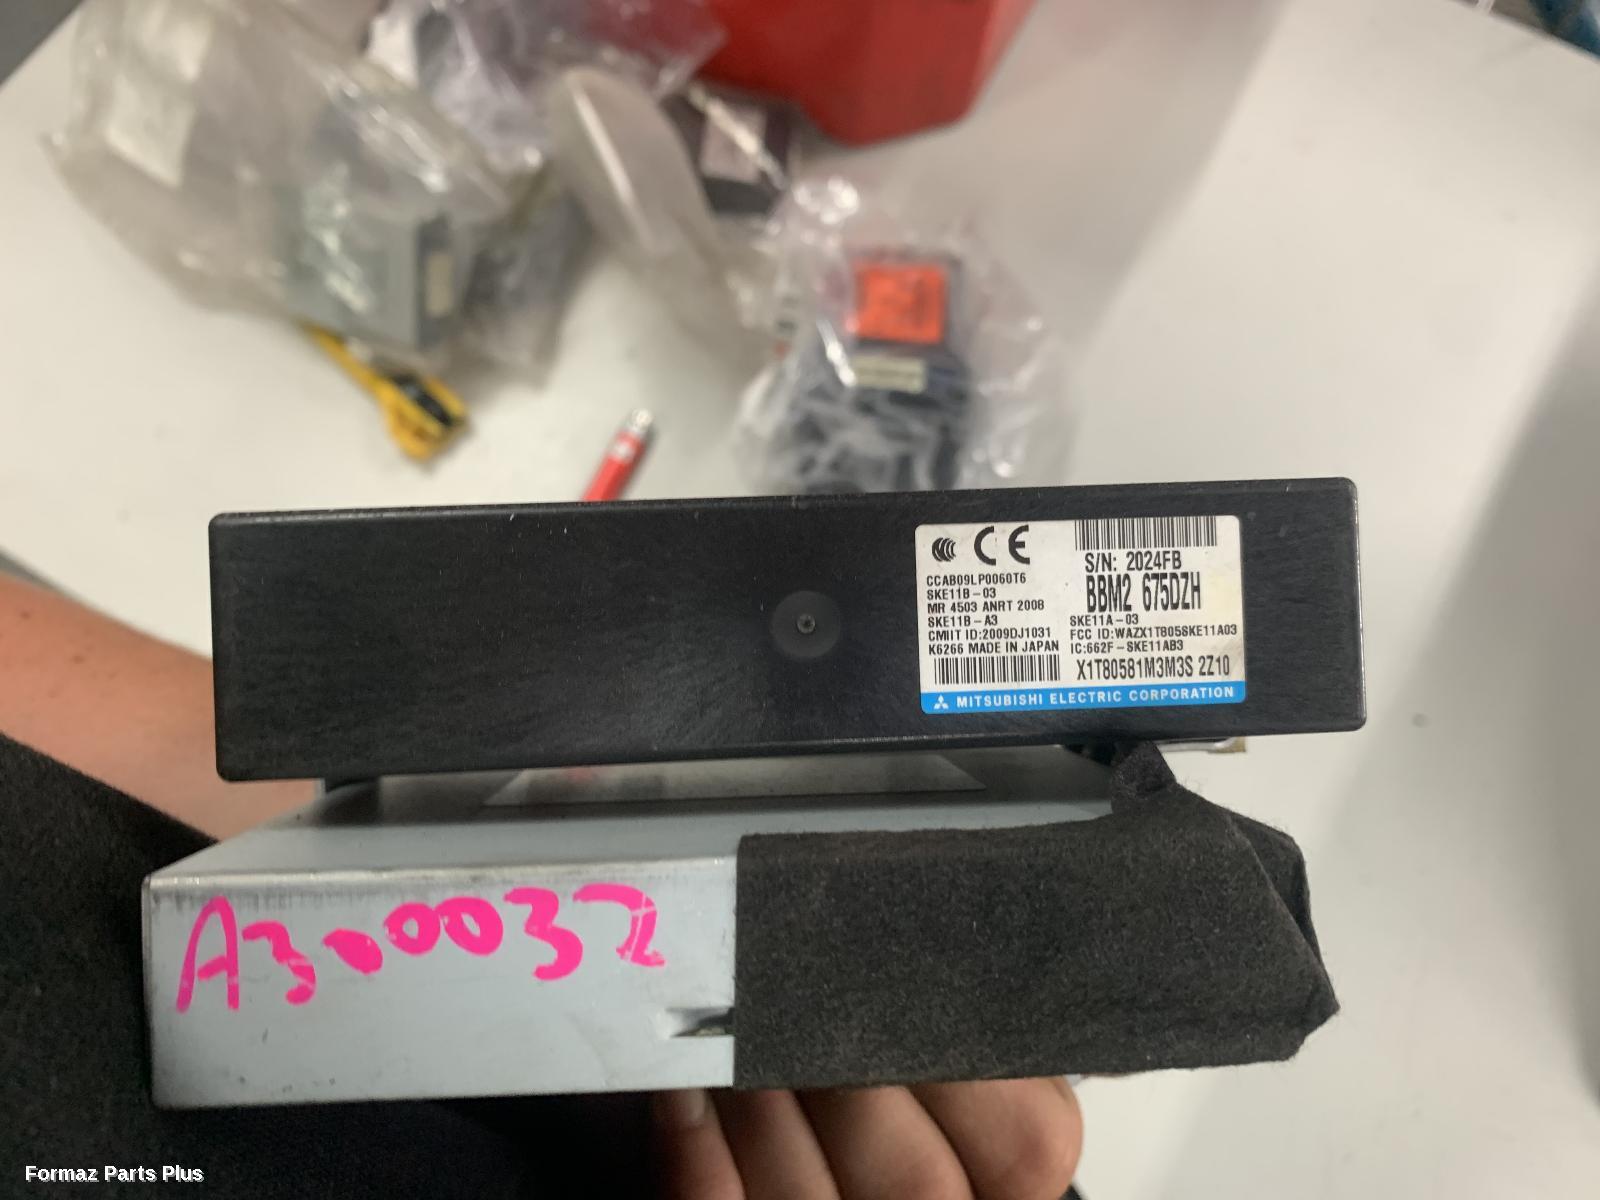 CE
CCAB09LP0060T6
SKE11B-03
MR 4503 ANRT 2008
SKE11B-A3
CMIIT ID:2009DJ1031
K6266 MADE IN JAPAN
S/N: 2024FB
BBM2 675DZH
SKE11A-03
FCC ID:WAZX1T805SKE11A03
IC:662F-SKE11AB3
X1T80581M3M3S 2Z10
MITSUBISHI ELECTRIC CORPORATION
A300032
Formaz Parts Plus